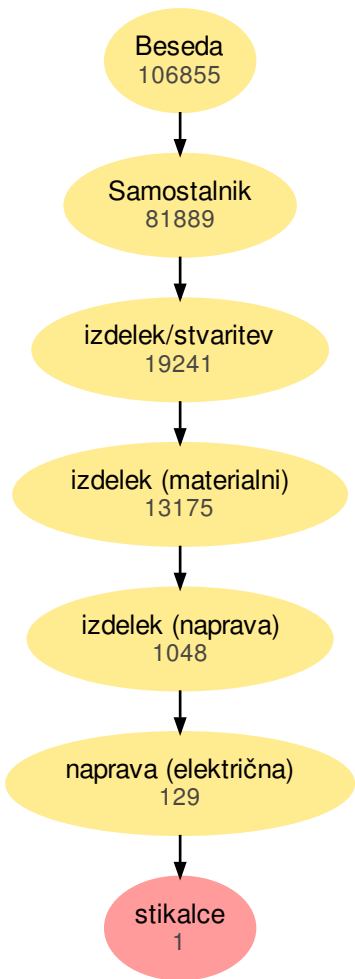 Beseda
106855
Samostalnik
81889
izdelek/stvaritev
19241
izdelek (materialni)
13175
izdelek (naprava)
1048
naprava (električna)
129
stikalce
1